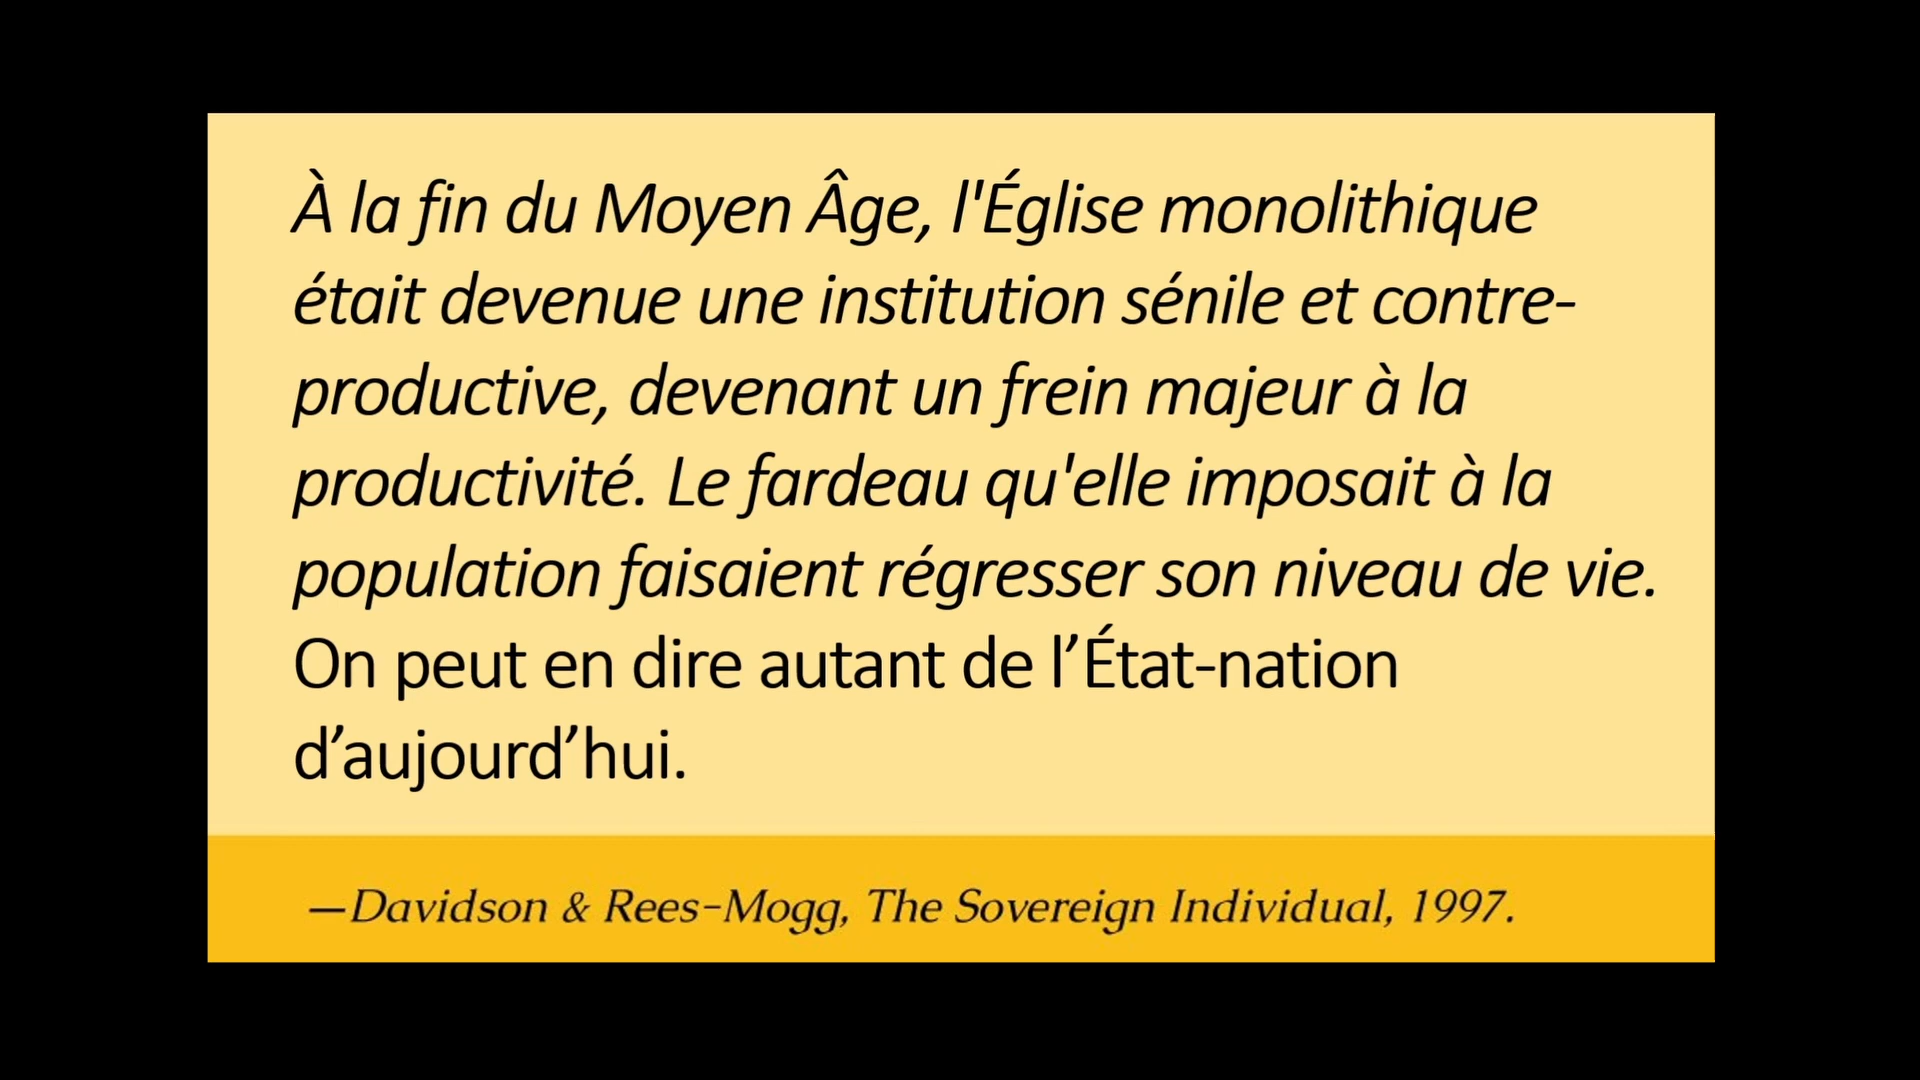 À la fin du Moyen Âge, l'Église monolithique
était devenue une institution sénile et contre-
productive, devenant un frein majeur à la
productivité. Le fardeau qu'elle imposait à la
population faisaient régresser son niveau de vie.
On peut en dire autant de l’État-nation
d’aujourd’hui.
—Davidson & Rees-Mogg, The Sovereign Individual, 1997.